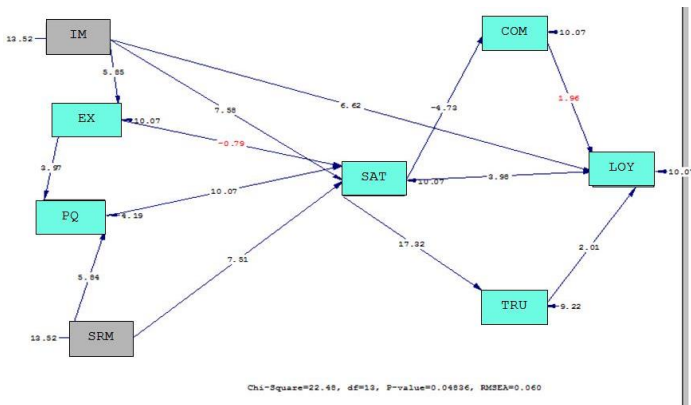 IM
13.52
COM
10.07
5.85
1.96
6.62
7.58
EX
10.07
-4.73
-0.79
3.97
SAT
10.07
3.98
LOY
10.07
10.07
PQ
4.19
17.32
7.51
2.01
5.84
TRU
9.22
SRM
13.52
Chi-Square=22.48, df=13, P-value=0.04836, RMSEA=0.060